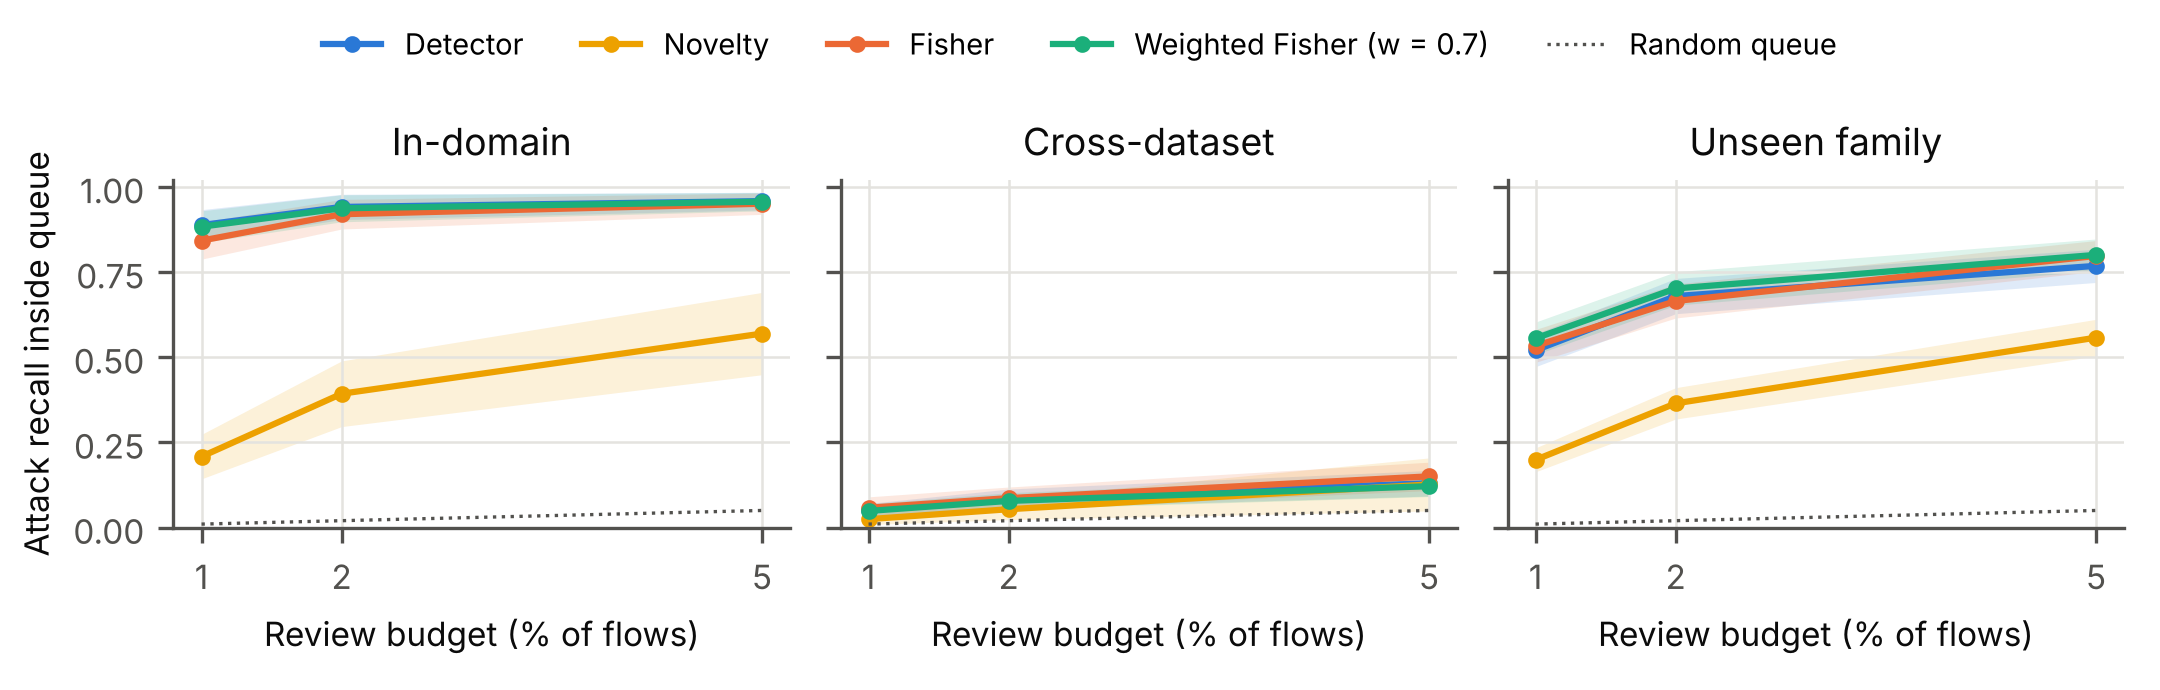 Detector Novelty Fisher Weighted Fisher (w = 0.7) Random queue
In-domain Cross-dataset Unseen family
Attack recall inside queue
1.00
0.75
0.50
0.25
0.00
1 2 5 1 2 5 1 2 5
Review budget (% of flows) Review budget (% of flows) Review budget (% of flows)